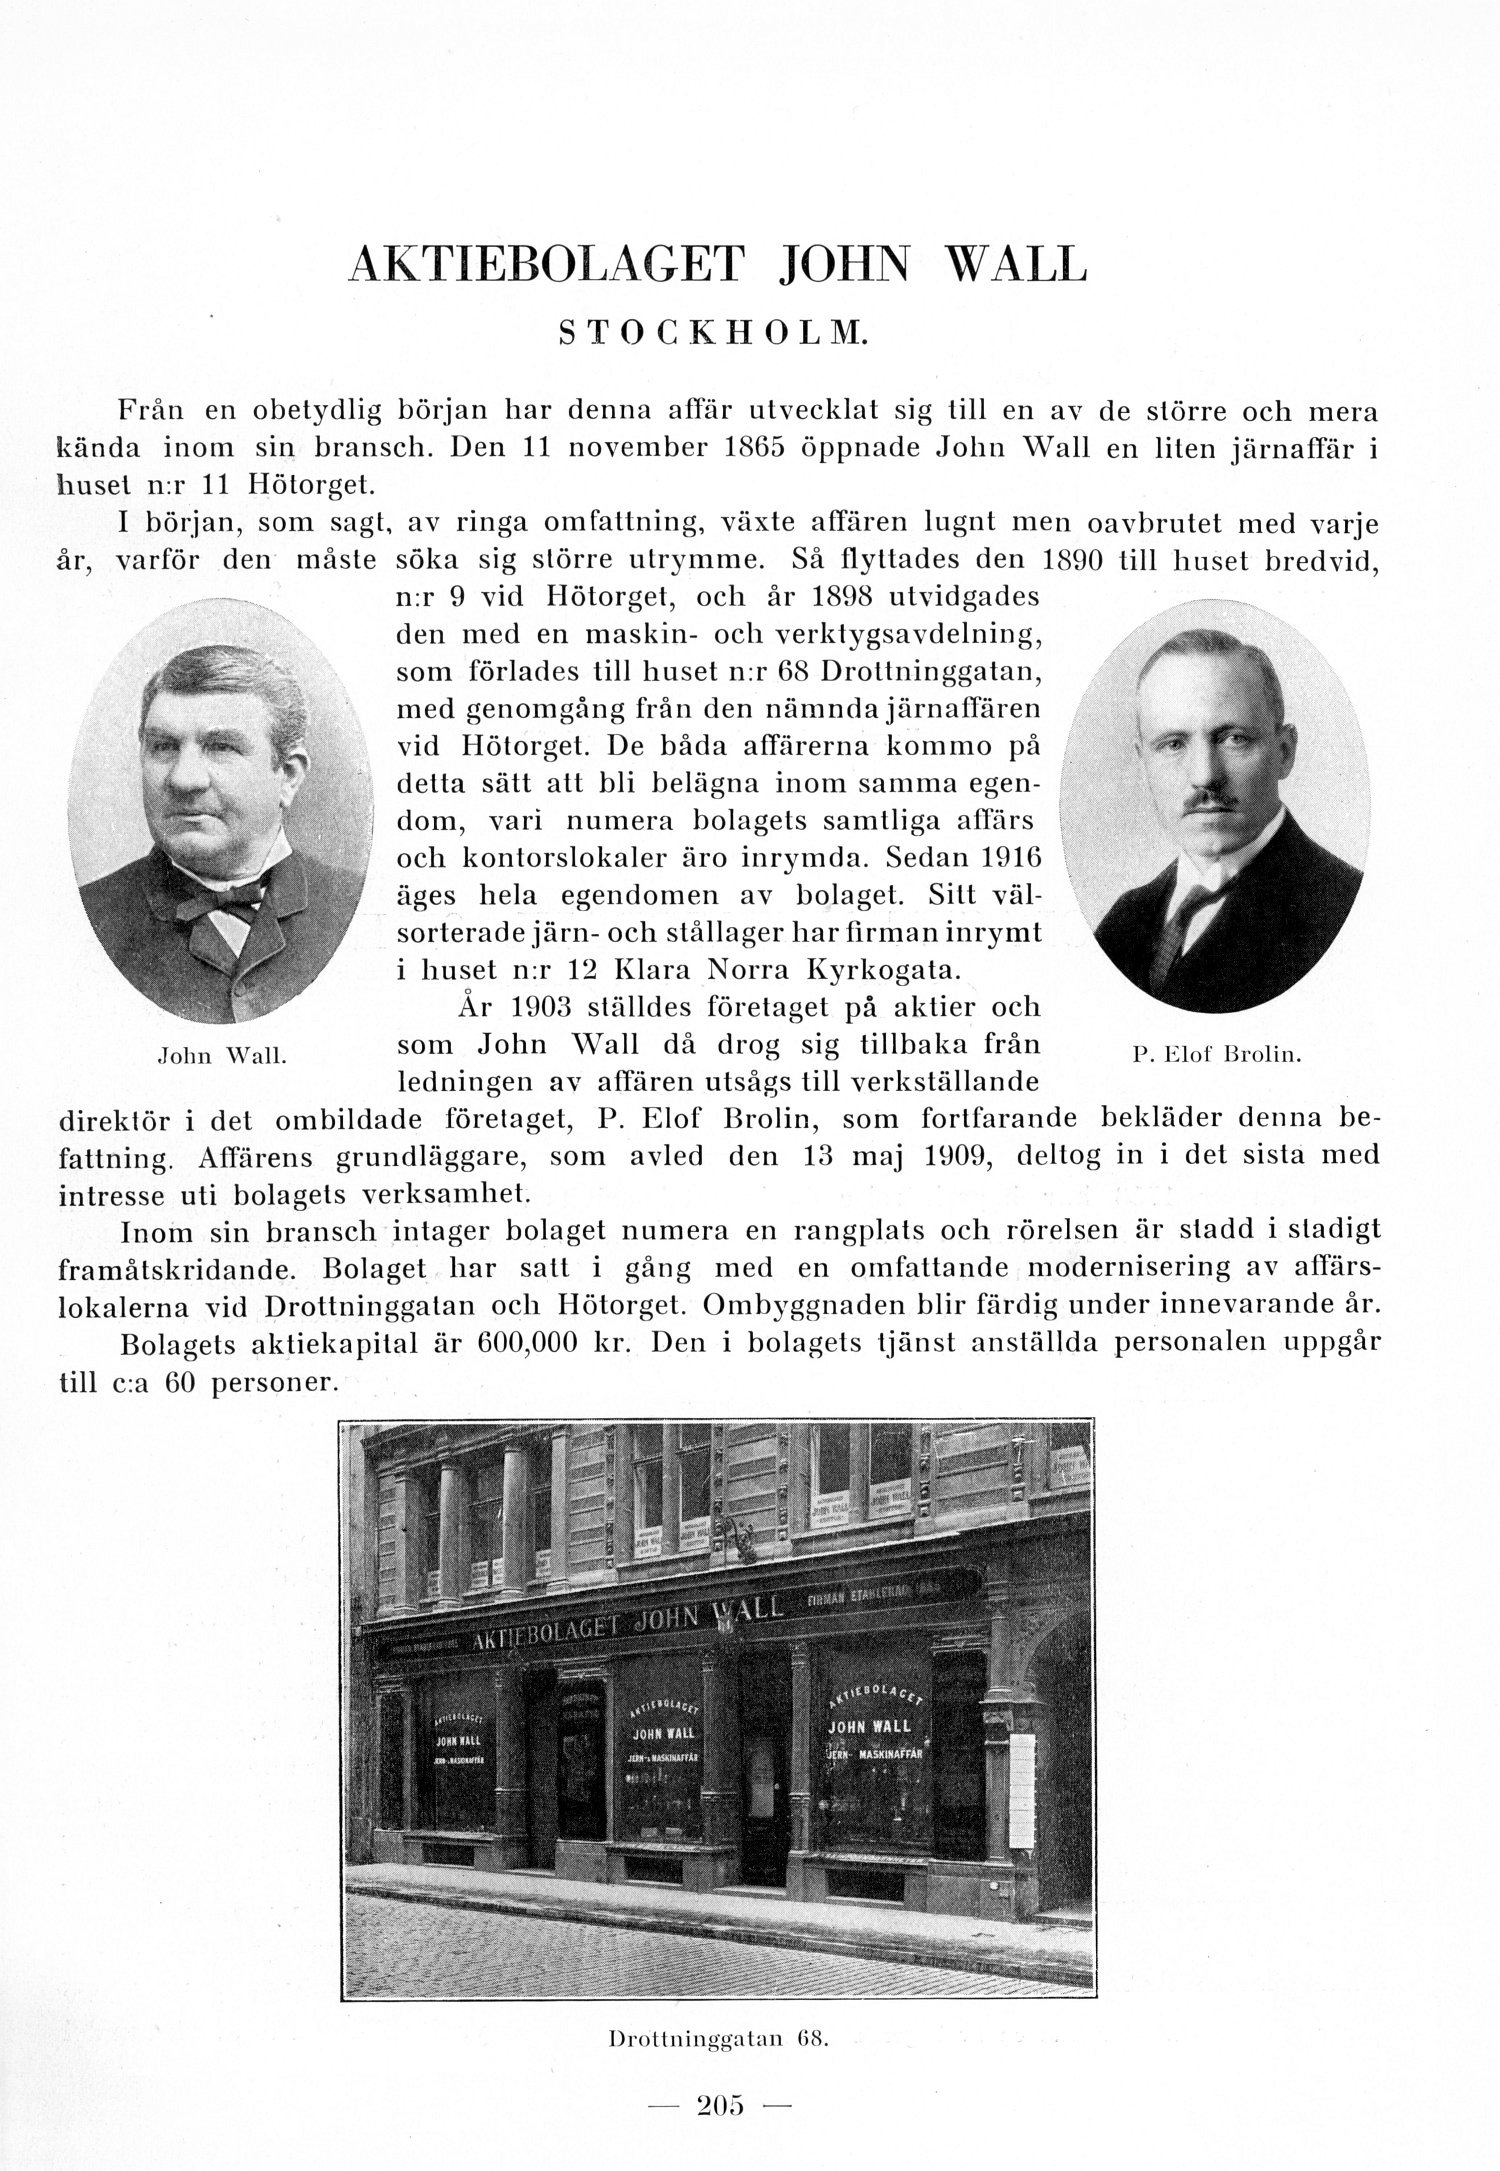 AKTIEBOLAGET JOHN WALL
STOCKHOLM.
Från en obetydlig början har denna affär utvecklat sig till en av de större och mera
kända inom sin bransch. Den 11 november 1865 öppnade John Wall en liten järnaffär i
huset n:r 11 Hötorget.
I början, som sagt, av ringa omfattning, växte affären lugnt men oavbrutet med varje
år, varför den måste söka sig större utrymme. Så flyttades den 1890 till huset bredvid,
n:r 9 vid Hötorget, och år 1898 utvidgades
den med en maskin- och verktygsavdelning,
som förlades till huset n:r 68 Drottninggatan,
med genomgång från den nämnda järnaffären
vid Hötorget. De båda affärerna kommo på
detta sätt att bli belägna inom samma egen-
dom, vari numera bolagets samtliga affärs
och kontorslokaler äro inrymda. Sedan 1916
äges hela egendomen av bolaget. Sitt väl-
sorterade järn- och stållager har firman inrymt
i huset n:r 12 Klara Norra Kyrkogata.
År 1903 ställdes företaget på aktier och
som John Wall då drog sig tillbaka från
ledningen av affären utsågs till verkställande
John Wall.
P. Elof Brolin.
direktör i det ombildade företaget, P. Elof Brolin, som fortfarande bekläder denna be-
fattning. Affärens grundläggare, som avled den 13 maj 1909, deltog in i det sista med
intresse uti bolagets verksamhet.
Inom sin bransch intager bolaget numera en rangplats och rörelsen är stadd i stadigt
framåtskridande. Bolaget har satt i gång med en omfattande modernisering av affärs-
lokalerna vid Drottninggatan och Hötorget. Ombyggnaden blir färdig under innevarande år.
Bolagets aktiekapital är 600,000 kr. Den i bolagets tjänst anställda personalen uppgår
till c:a 60 personer.
JOHN WALL
JOHN WALL
AKTIEBOLAGET JOHN WALL
FIRMAN ETABLERAD
AKTIEBOLAGET
JOHN WALL
AKTIEBOLAGET
JOHN WALL
JERN- & MASKINAFFÄR
AKTIEBOLAGET
JOHN WALL
JERN- MASKINAFFÄR
Drottninggatan 68.
— 205 —